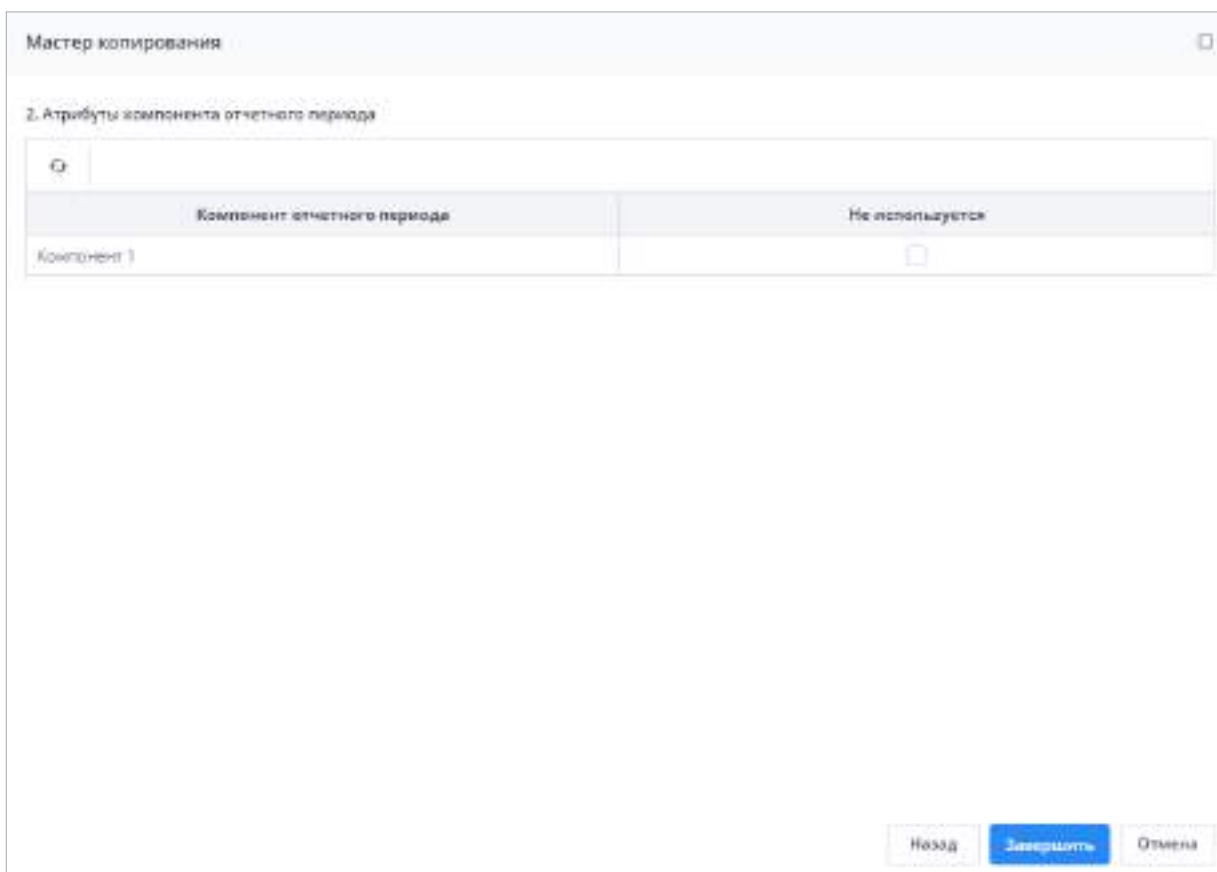 Мастер копирования
2. Атрибуты компонента отчетного периода
Компонент отчетного периода Не используется
Компонент 1
Назад Завершить Отмена